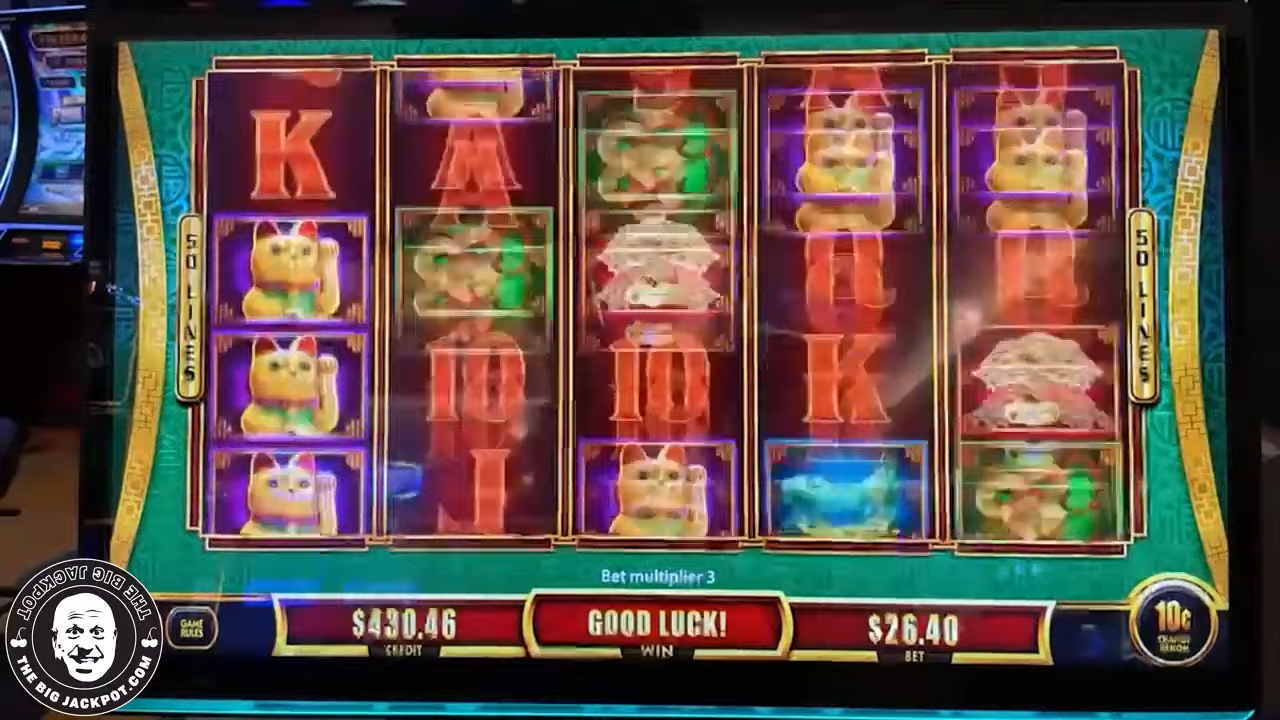 K
A
10
10
K
J
50 LINES
50 LINES
Bet multiplier 3
GAME
RULES
$430.46
CREDIT
GOOD LUCK!
WIN
$26.40
BET
10¢
THE BIG JACKPOT
THE BIG JACKPOT.COM